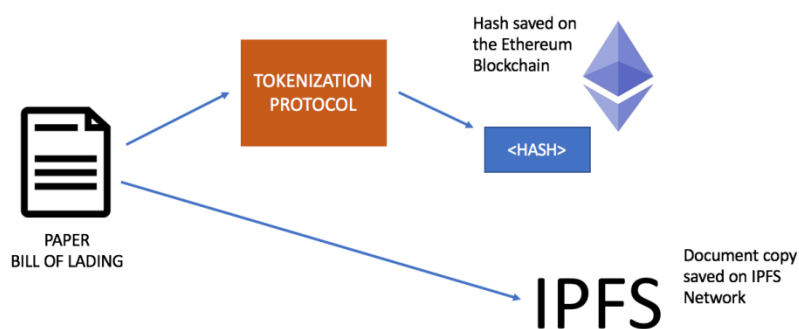 Hash saved on
the Ethereum
Blockchain
TOKENIZATION
PROTOCOL
<HASH>
PAPER
BILL OF LADING
IPFS
Document copy
saved on IPFS
Network